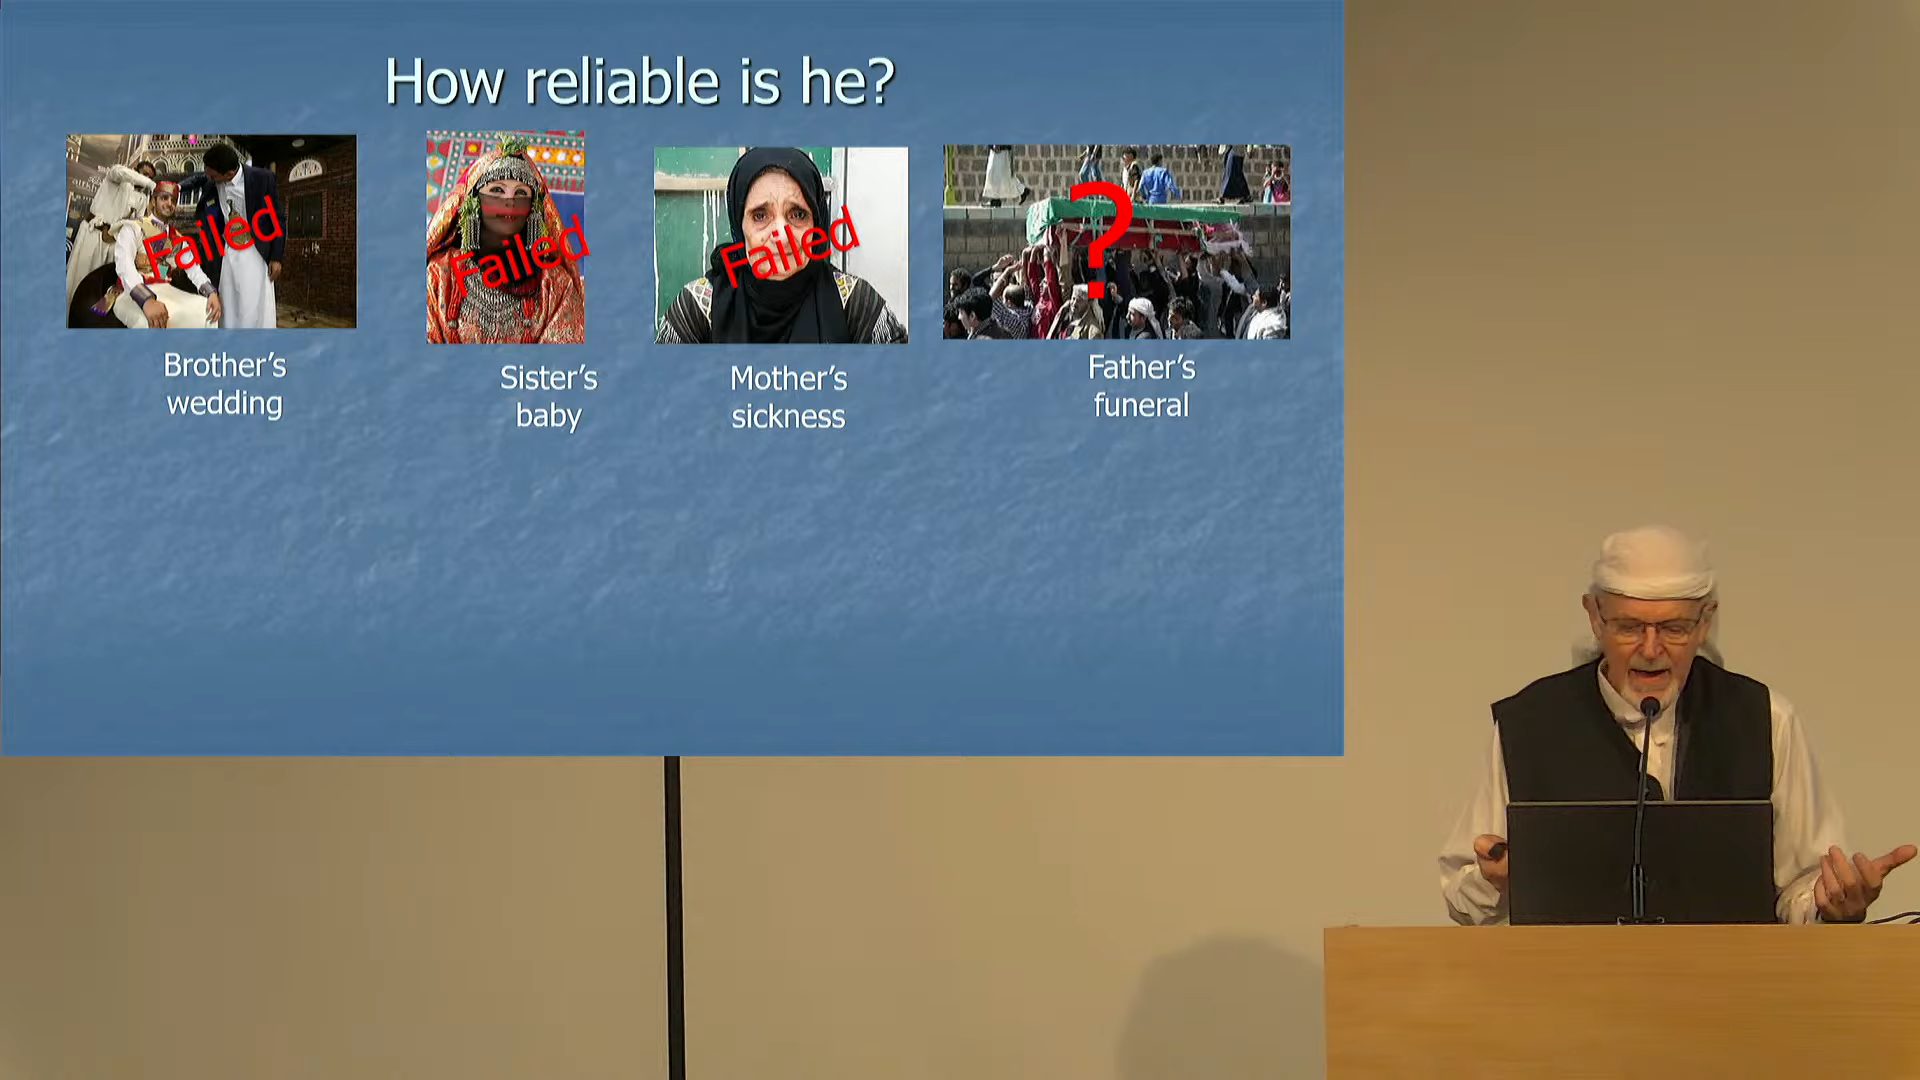 How reliable is he?
Failed
Failed
Failed
?
Brother's
wedding
Sister's
baby
Mother's
sickness
Father's
funeral